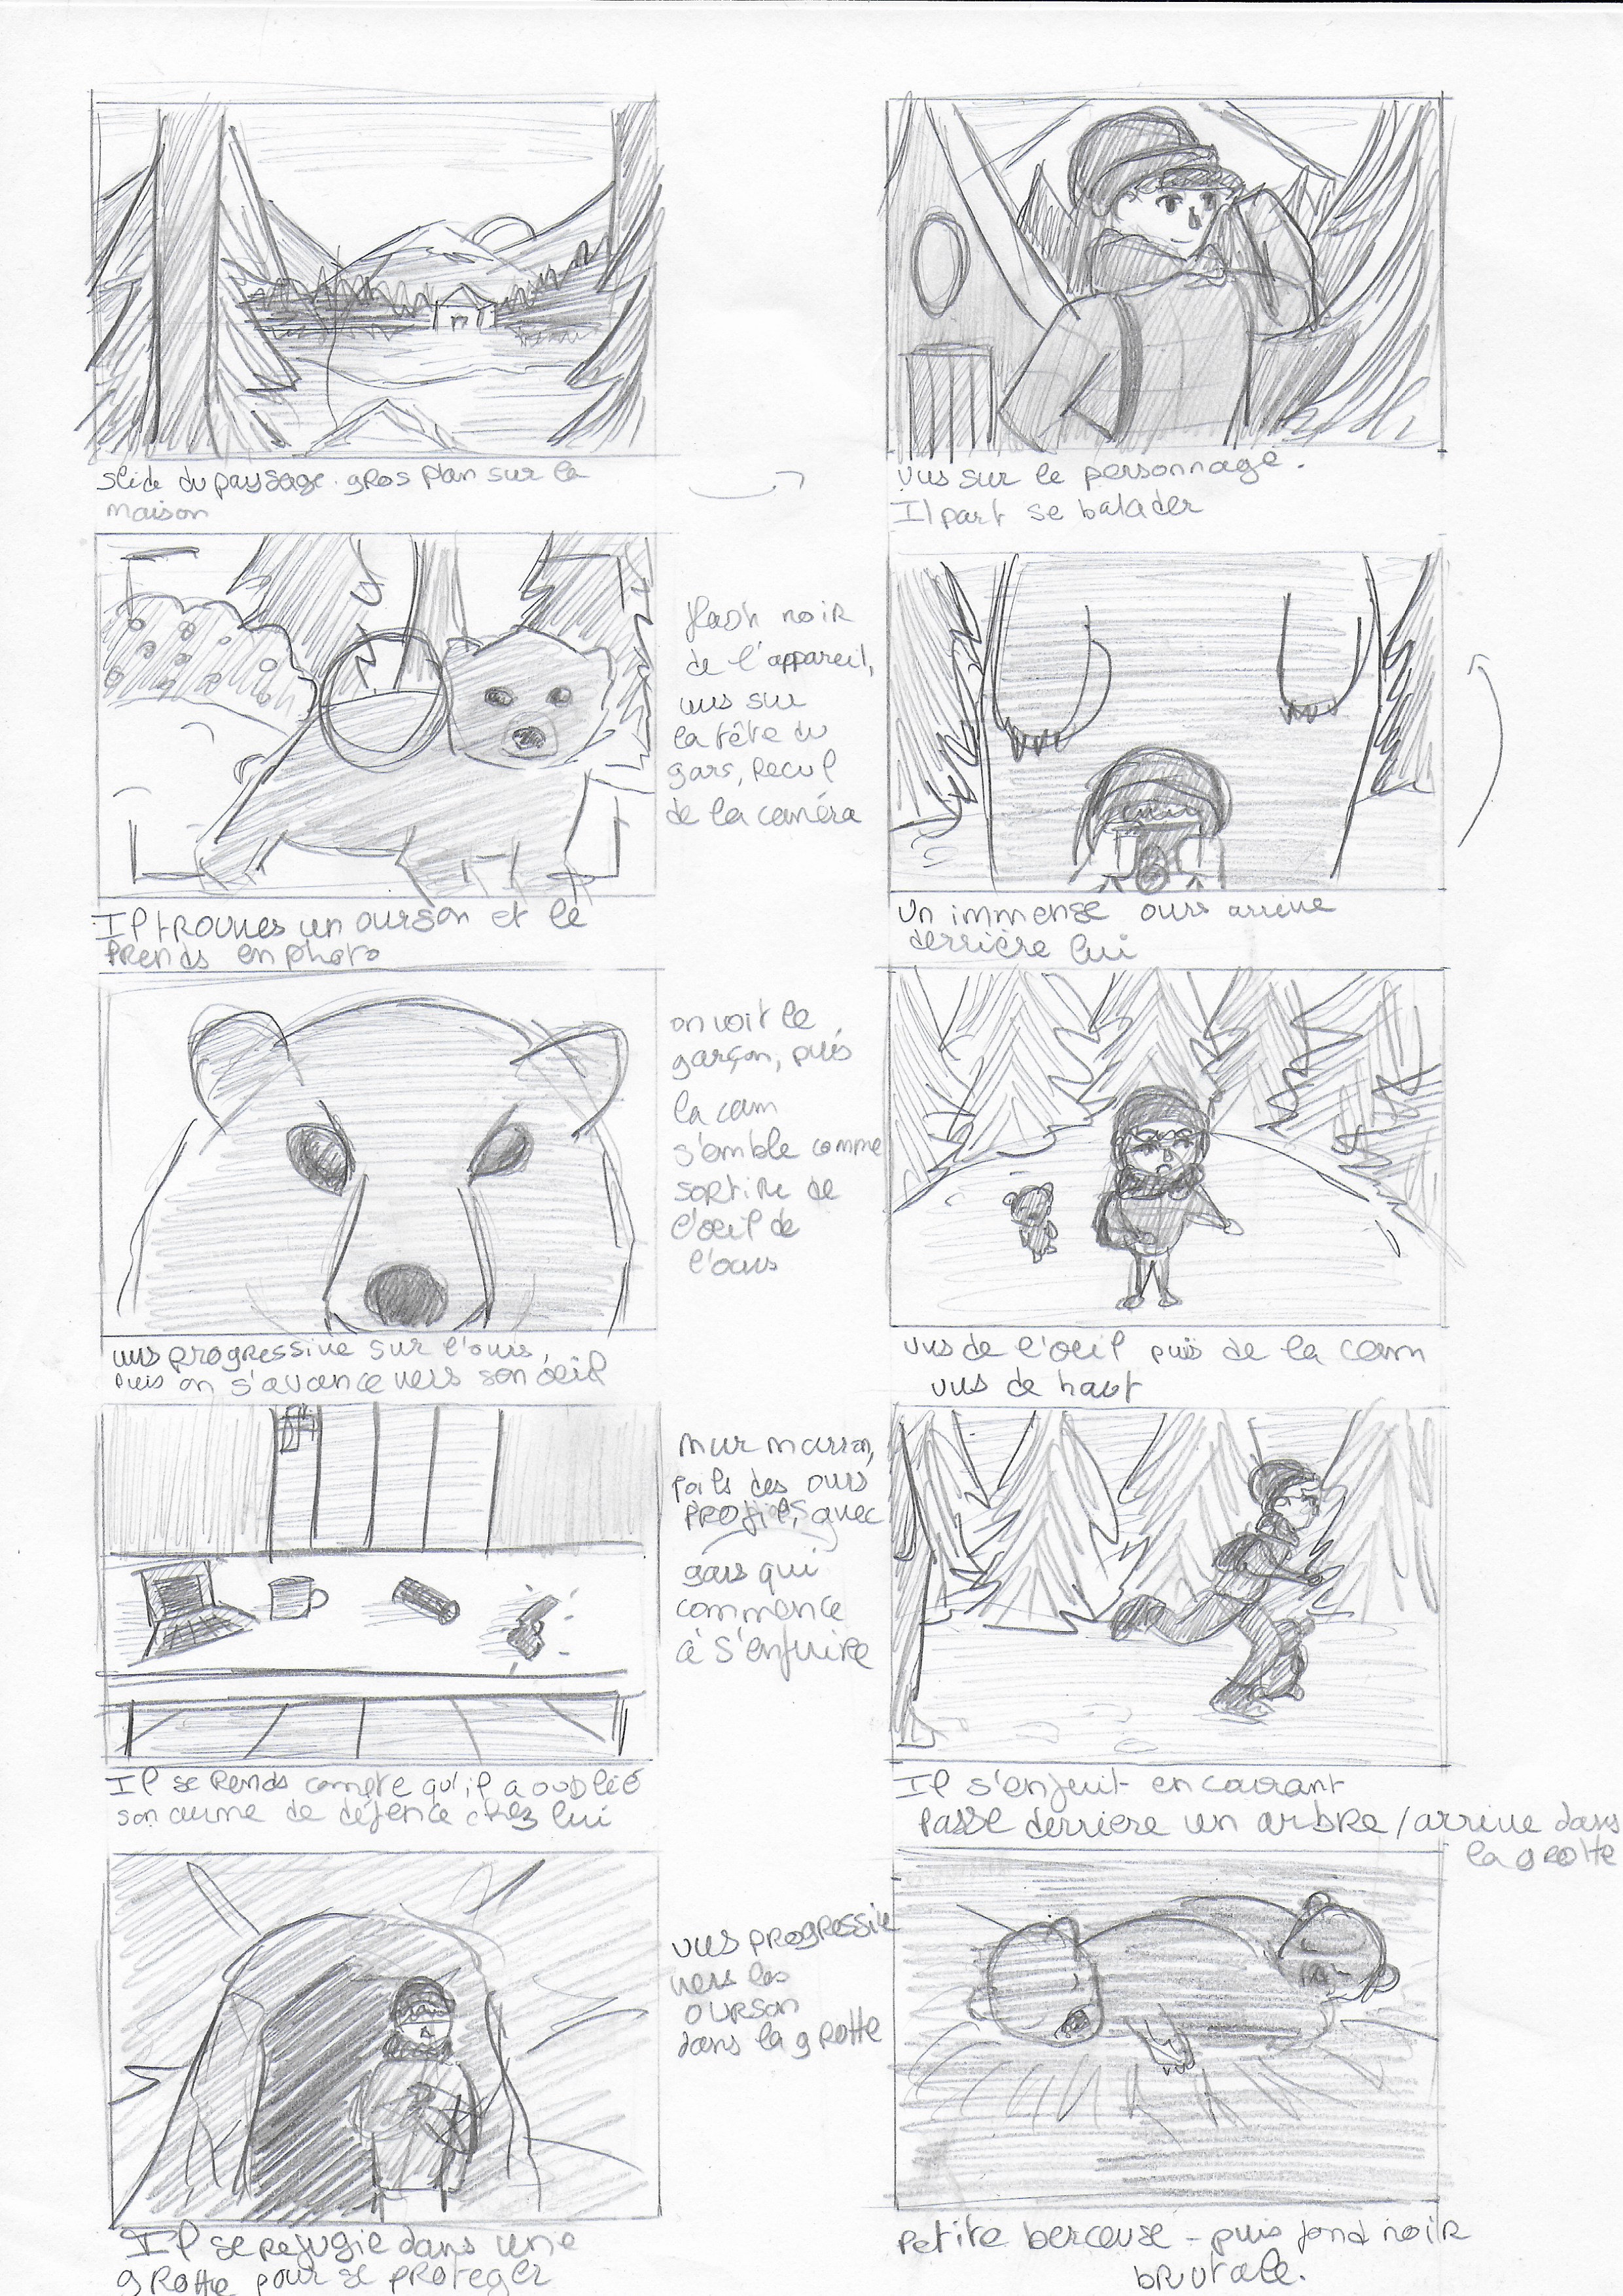 slide du paysage. gros plan sur la
maison
vus sur le personnage.
Il part se balader
flash noir
de l'appareil,
vus sur
la tête du
gars, recul
de la caméra
Il trouves un ourson et le
prends en photo
Un immense ours arrive
derrière lui
on voit le
garçon, puis
la cam
s'emble comme
sortire de
l'oeil de
l'ours
vus progressive sur l'ours,
puis on s'avance vers son oeil
vus de l'oeil puis de la cam
vus de haut
mur marron,
poils des ours
profils, avec
gars qui
commence
à s'enfuire
Il se rends compte qu'il a oublié
son arme de défence chez lui
Il s'enfuit en courant
passe derrière un arbre / arrive dans
la grotte
vus progressive
vers les
ourson
dans la grotte
Il se réfugie dans une
grotte pour se proteger
petite berceuse - puis fond noir
brutale.